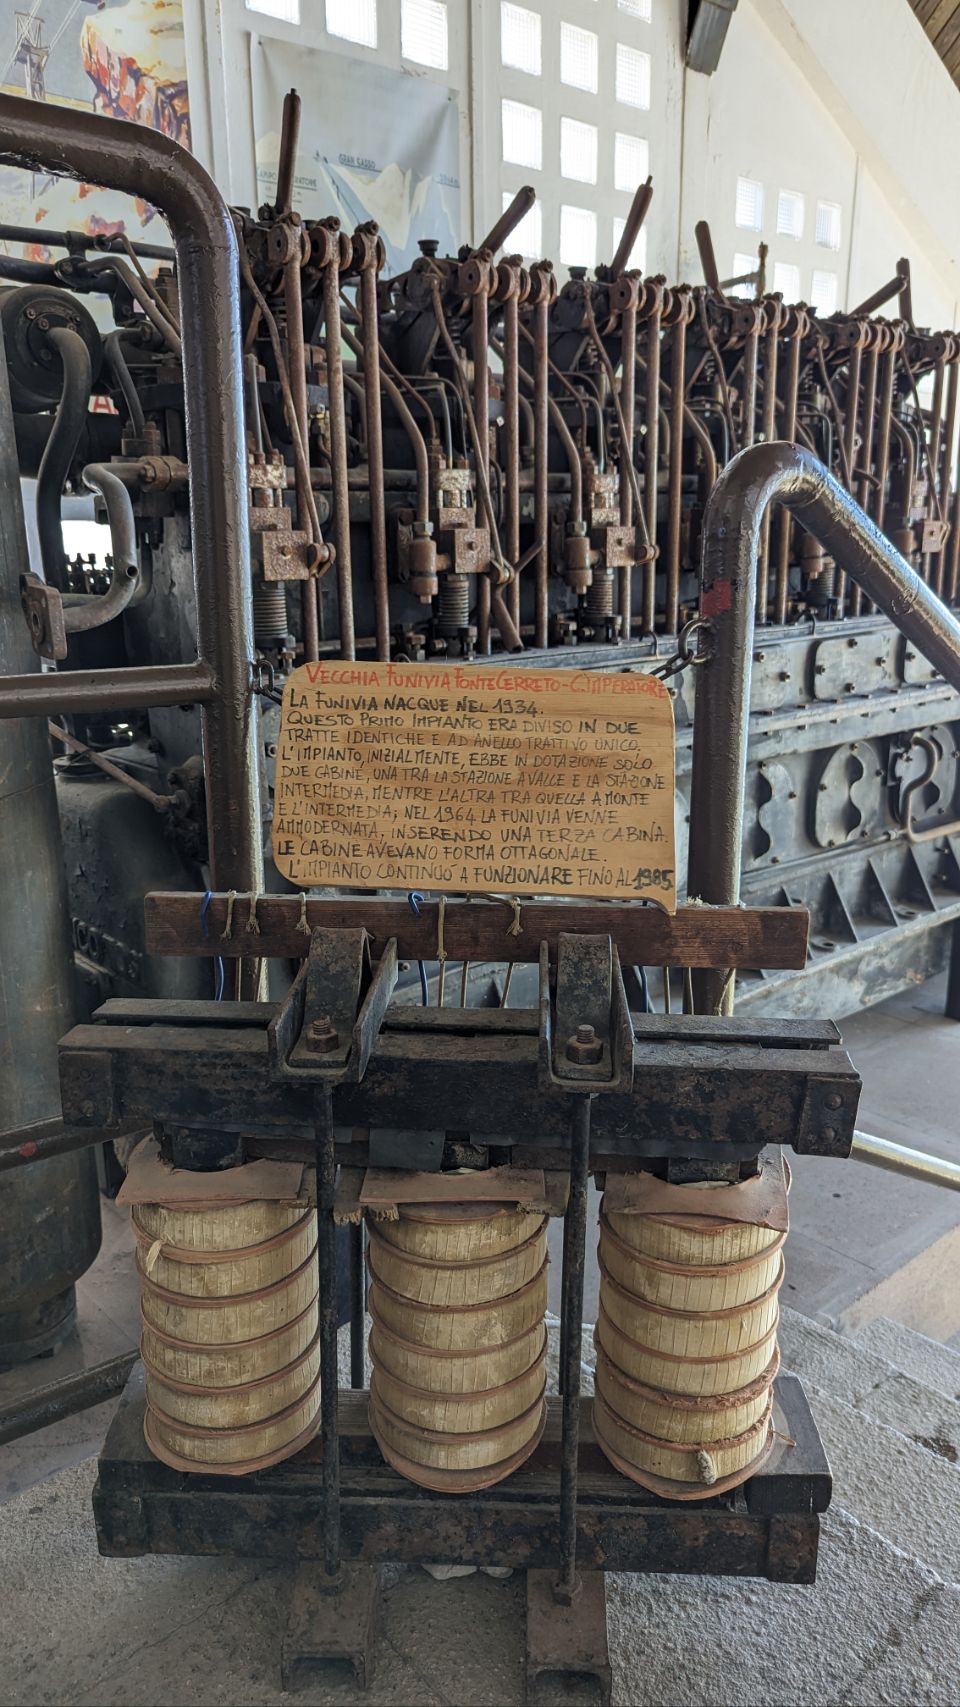 GRAN SASSO
VECCHIA FUNIVIA FONTE CERRETO-C.IMPERATORE
LA FUNIVIA NACQUE NEL 1934.
QUESTO PRIMO IMPIANTO ERA DIVISO IN DUE
TRATTE IDENTICHE E AD ANELLO TRATTIVO UNICO.
L'IMPIANTO, INIZIALMENTE, EBBE IN DOTAZIONE SOLO
DUE CABINE, UNA TRA LA STAZIONE A VALLE E LA STAZIONE
INTERMEDIA, MENTRE L'ALTRA TRA QUELLA A MONTE
E L'INTERMEDIA; NEL 1964 LA FUNIVIA VENNE
AMMODERNATA, INSERENDO UNA TERZA CABINA.
LE CABINE AVEVANO FORMA OTTAGONALE.
L'IMPIANTO CONTINUÒ A FUNZIONARE FINO AL 1985